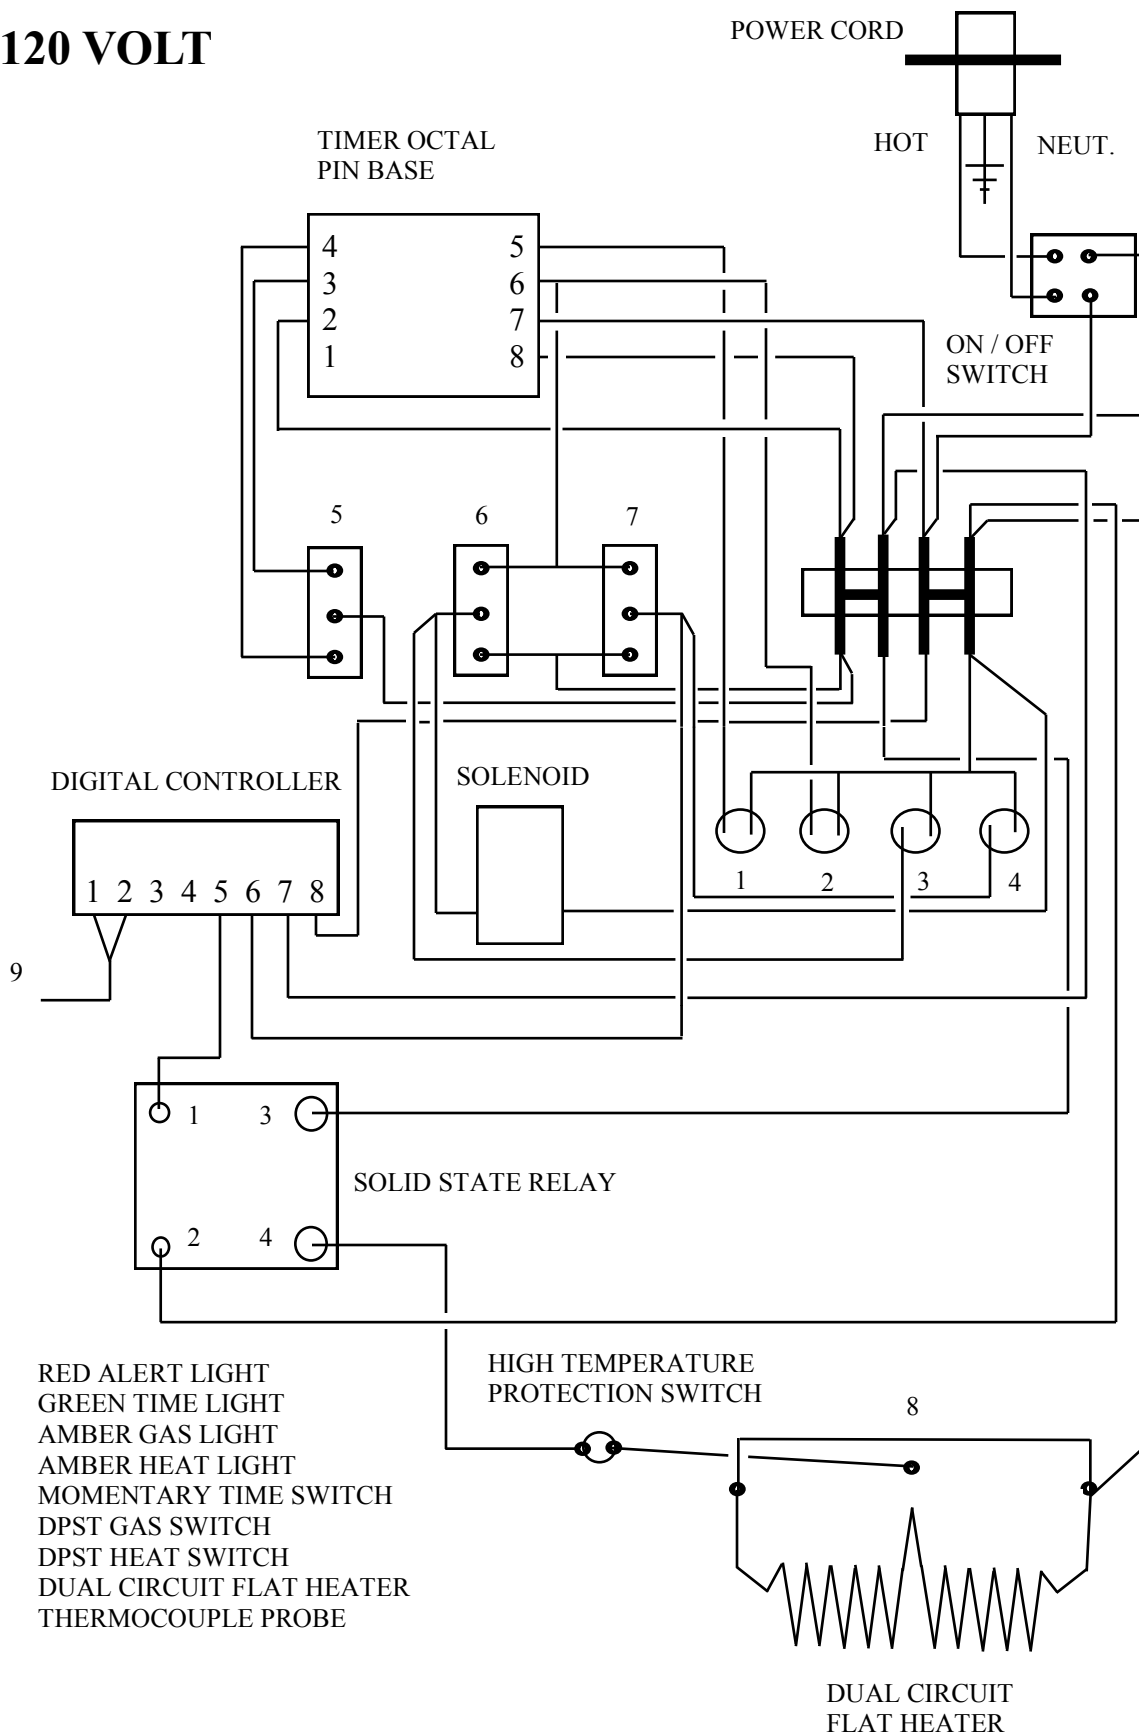 120 VOLT
POWER CORD
HOT
NEUT.
TIMER OCTAL
PIN BASE
4 5
3 6
2 7
1 8
ON / OFF
SWITCH
5 6 7
DIGITAL CONTROLLER
SOLENOID
1 2 3 4 5 6 7 8
1 2 3 4
9
1 3
SOLID STATE RELAY
2 4
HIGH TEMPERATURE
PROTECTION SWITCH
8
RED ALERT LIGHT
GREEN TIME LIGHT
AMBER GAS LIGHT
AMBER HEAT LIGHT
MOMENTARY TIME SWITCH
DPST GAS SWITCH
DPST HEAT SWITCH
DUAL CIRCUIT FLAT HEATER
THERMOCOUPLE PROBE
DUAL CIRCUIT
FLAT HEATER